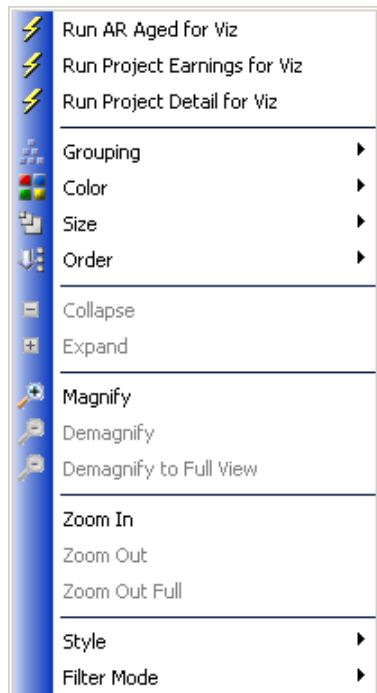 Run AR Aged for Viz
Run Project Earnings for Viz
Run Project Detail for Viz
Grouping
Color
Size
Order
Collapse
Expand
Magnify
Demagnify
Demagnify to Full View
Zoom In
Zoom Out
Zoom Out Full
Style
Filter Mode